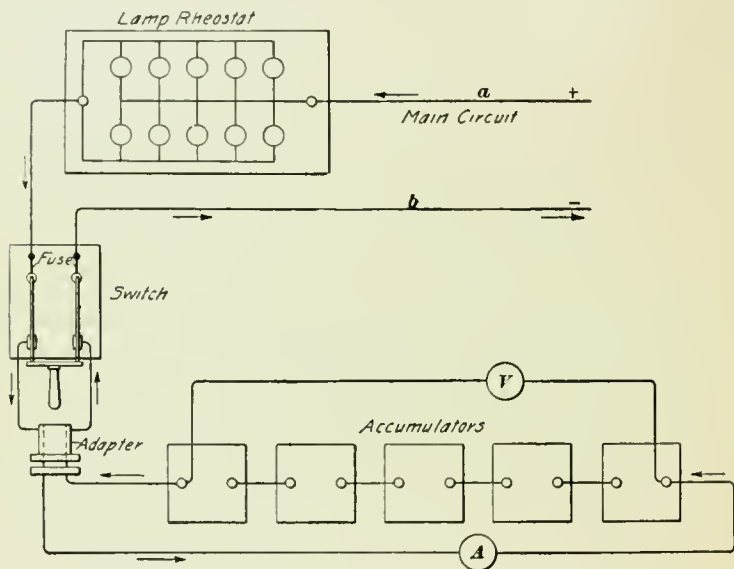 Lamp Rheostat
a
+
Main Circuit
b
-
Fuse
Switch
V
Accumulators
Adapter
A